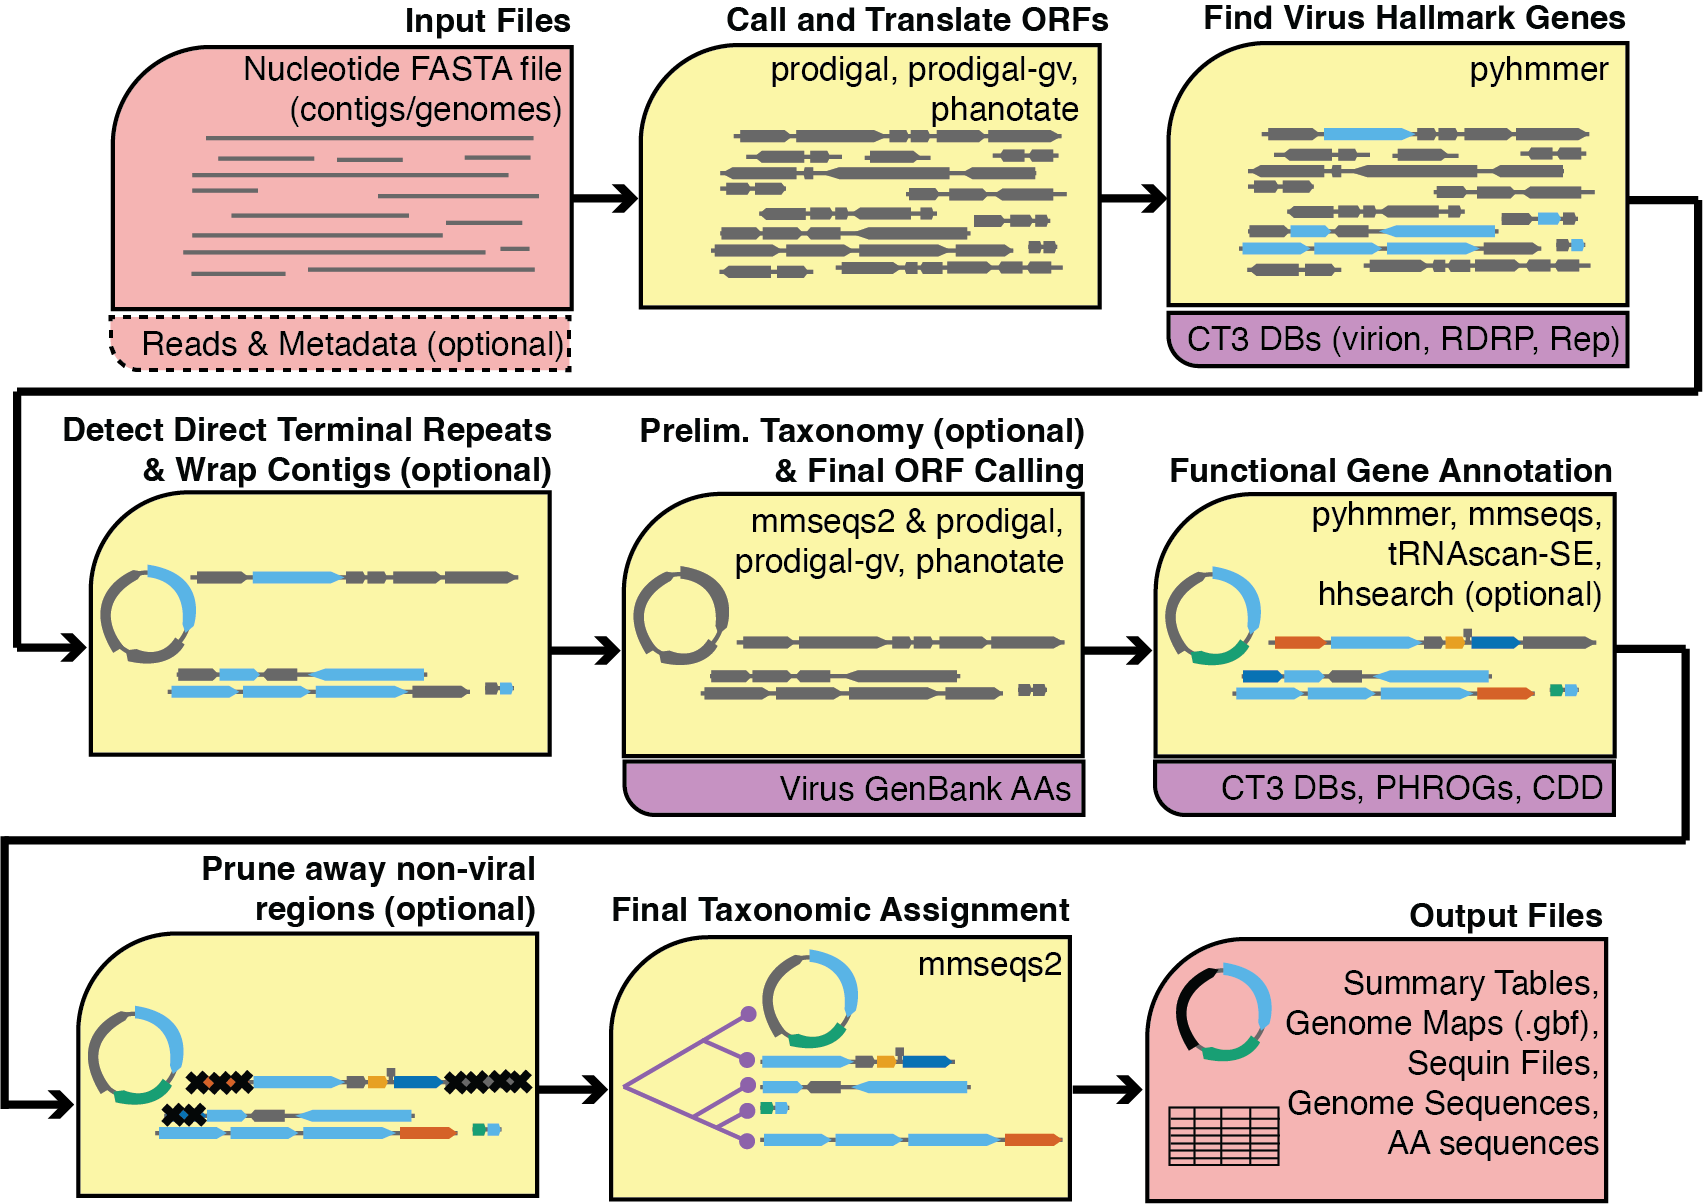 Input Files
Nucleotide FASTA file
(contigs/genomes)
Reads & Metadata (optional)
Call and Translate ORFs
prodigal, prodigal-gv,
phanotate
Find Virus Hallmark Genes
pyhmmer
CT3 DBs (virion, RDRP, Rep)
Detect Direct Terminal Repeats
& Wrap Contigs (optional)
Prelim. Taxonomy (optional)
& Final ORF Calling
mmseqs2 & prodigal,
prodigal-gv, phanotate
Virus GenBank AAs
Functional Gene Annotation
pyhmmer, mmseqs,
tRNAscan-SE,
hhsearch (optional)
CT3 DBs, PHROGs, CDD
Prune away non-viral
regions (optional)
Final Taxonomic Assignment
mmseqs2
Output Files
Summary Tables,
Genome Maps (.gbf),
Sequin Files,
Genome Sequences,
AA sequences